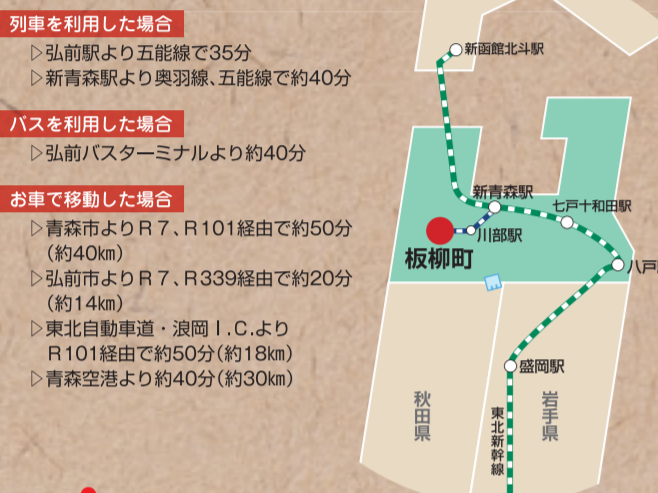 列車を利用した場合
▷弘前駅より五能線で35分
▷新青森駅より奥羽線、五能線で約40分
バスを利用した場合
▷弘前バスターミナルより約40分
お車で移動した場合
▷青森市よりR7、R101経由で約50分
(約40㎞)
▷弘前市よりR7、R339経由で約20分
(約14㎞)
▷東北自動車道・浪岡I.C.より
R101経由で約50分(約18㎞)
▷青森空港より約40分(約30㎞)
新函館北斗駅
新青森駅
七戸十和田駅
川部駅
板柳町
八戸
盛岡駅
秋田県
岩手県
東北新幹線